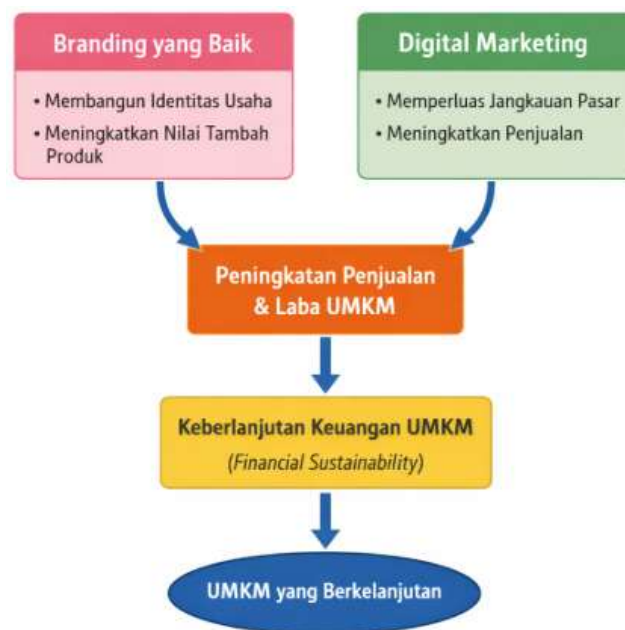 Branding yang Baik
• Membangun Identitas Usaha
• Meningkatkan Nilai Tambah
Produk
Digital Marketing
• Memperluas Jangkauan Pasar
• Meningkatkan Penjualan
Peningkatan Penjualan
& Laba UMKM
Keberlanjutan Keuangan UMKM
(Financial Sustainability)
UMKM yang Berkelanjutan